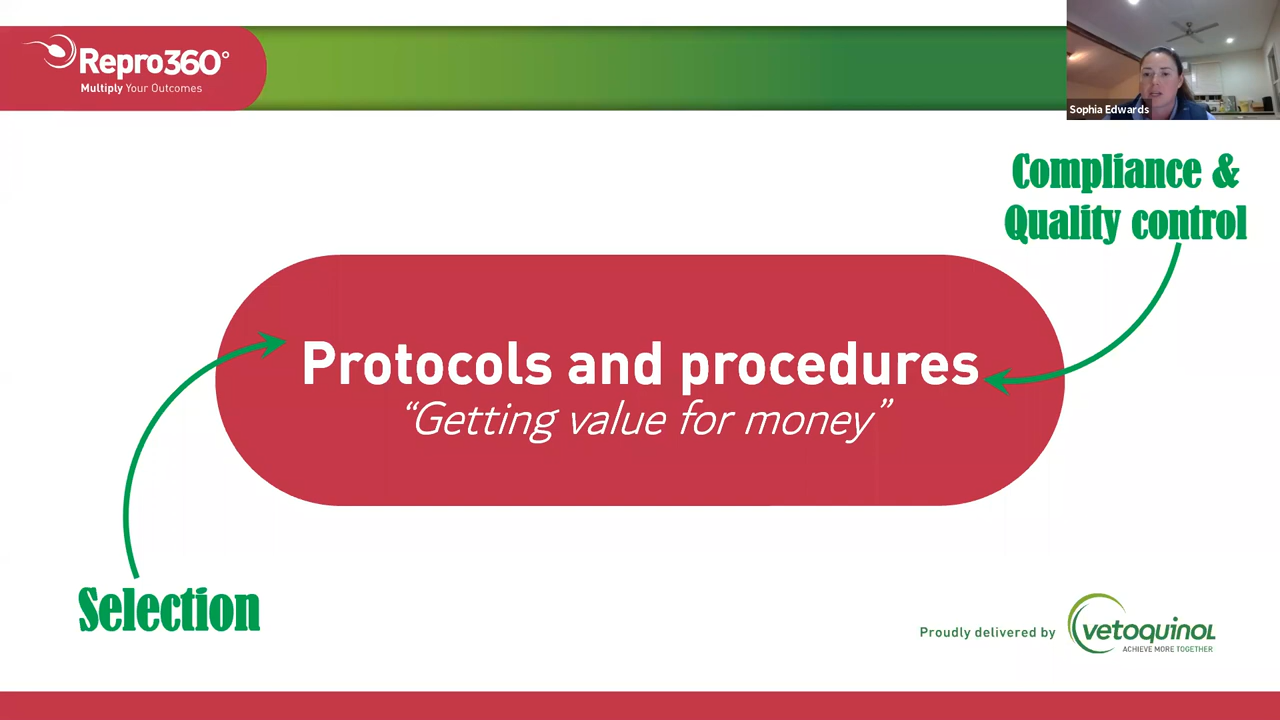 Repro360°
Multiply Your Outcomes
Sophia Edwards
Compliance &
Quality control
Protocols and procedures
“Getting value for money”
Selection
Proudly delivered by
vetoquinol
ACHIEVE MORE TOGETHER